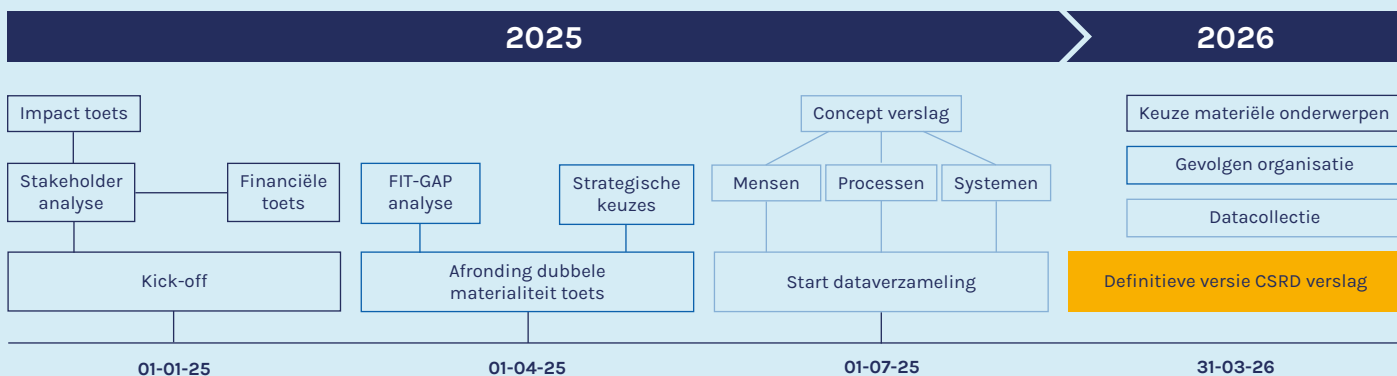 2025
2026
Impact toets
Stakeholder
analyse
Financiële
toets
Kick-off
FIT-GAP
analyse
Strategische
keuzes
Afronding dubbele
materialiteit toets
Concept verslag
Mensen
Processen
Systemen
Start dataverzameling
Keuze materiële onderwerpen
Gevolgen organisatie
Datacollectie
Definitieve versie CSRD verslag
01-01-25
01-04-25
01-07-25
31-03-26